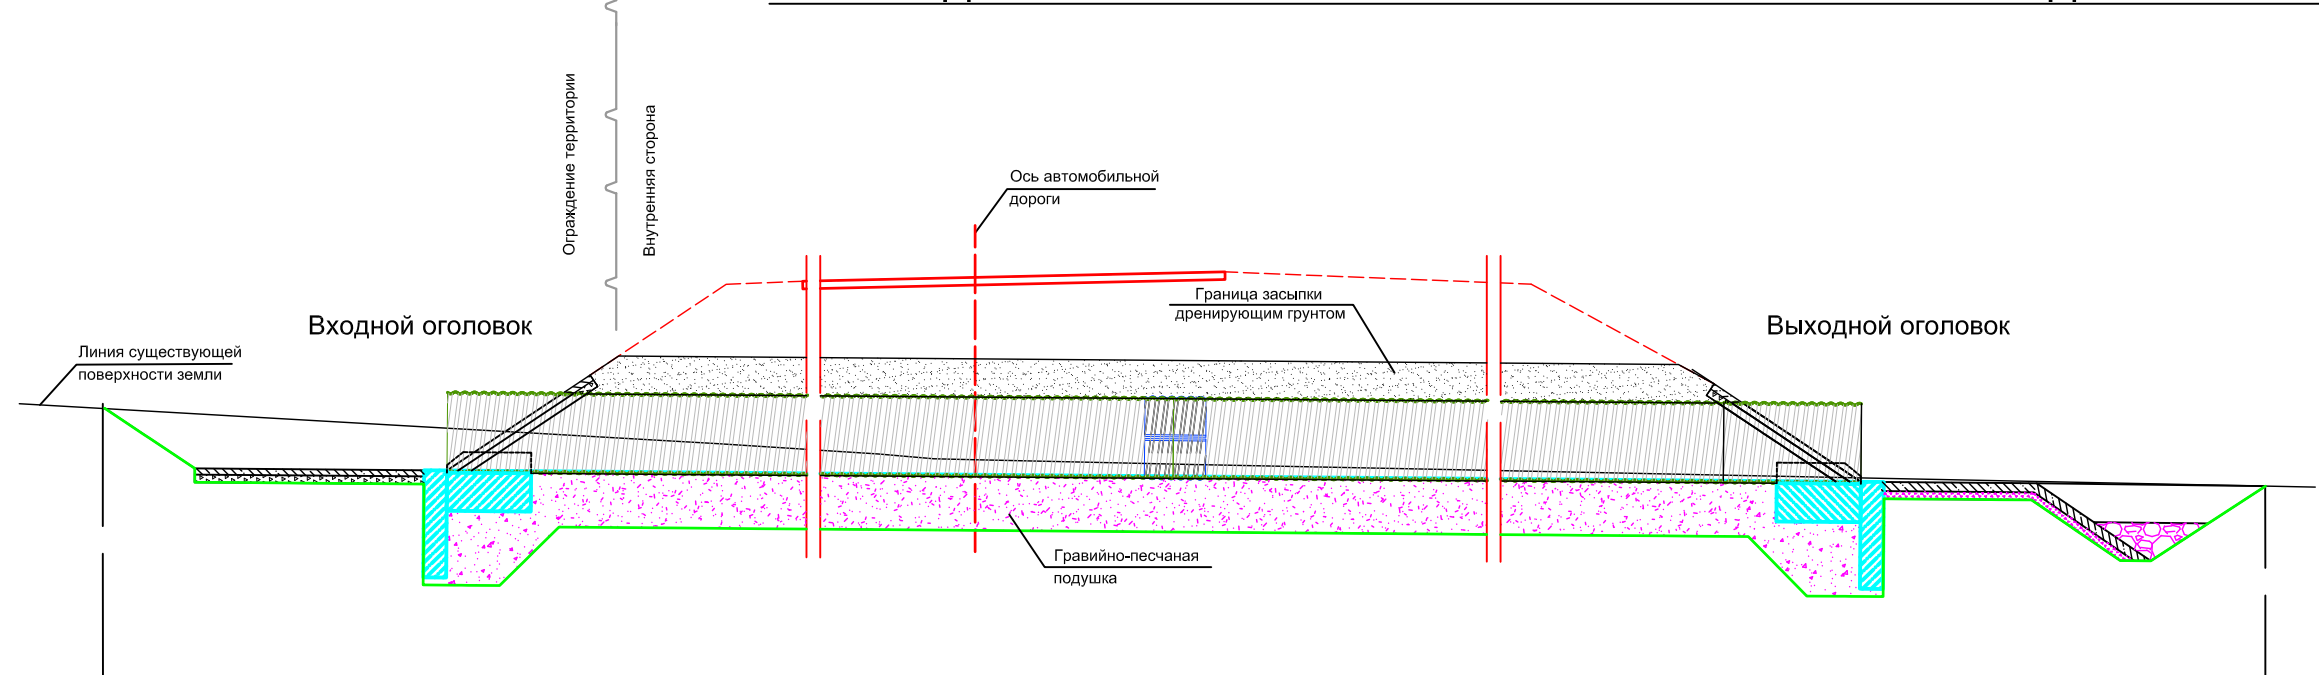 Ограждение территории
Внутренняя сторона
Ось автомобильной
дороги
Граница засыпки
дренирующим грунтом
Входной оголовок
Выходной оголовок
Линия существующей
поверхности земли
Гравийно-песчаная
подушка